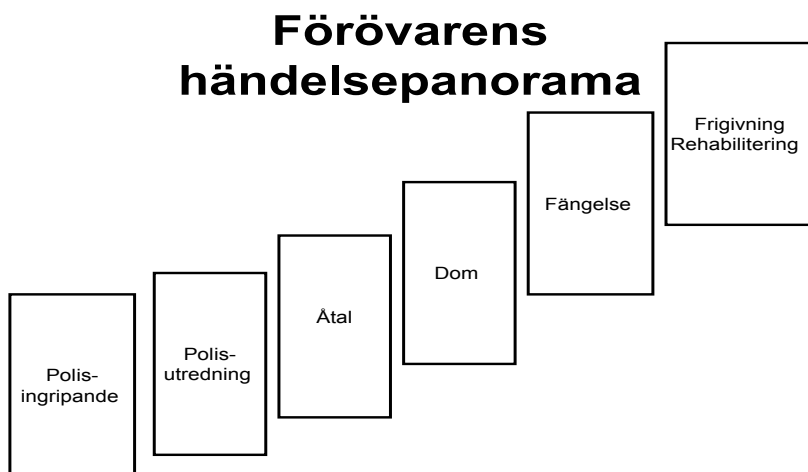 Förövarens
händelsepanorama
Polis-
ingripande
Polis-
utredning
Åtal
Dom
Fängelse
Frigivning
Rehabilitering